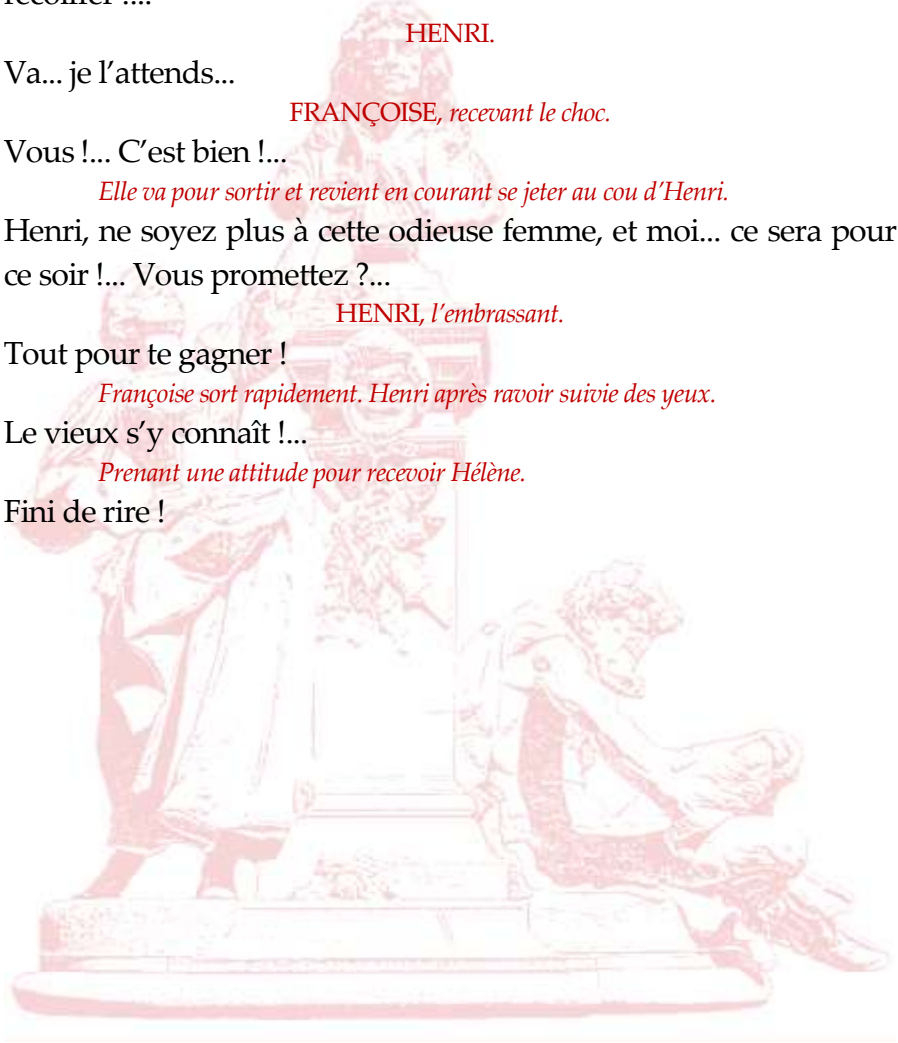 HENRI.
Va... je l’attends...
FRANÇOISE, recevant le choc.
Vous !... C’est bien !...
Elle va pour sortir et revient en courant se jeter au cou d’Henri.
Henri, ne soyez plus à cette odieuse femme, et moi... ce sera pour
ce soir !... Vous promettez ?...
HENRI, l’embrassant.
Tout pour te gagner !
Françoise sort rapidement. Henri après ravoir suivie des yeux.
Le vieux s’y connaît !...
Prenant une attitude pour recevoir Hélène.
Fini de rire !